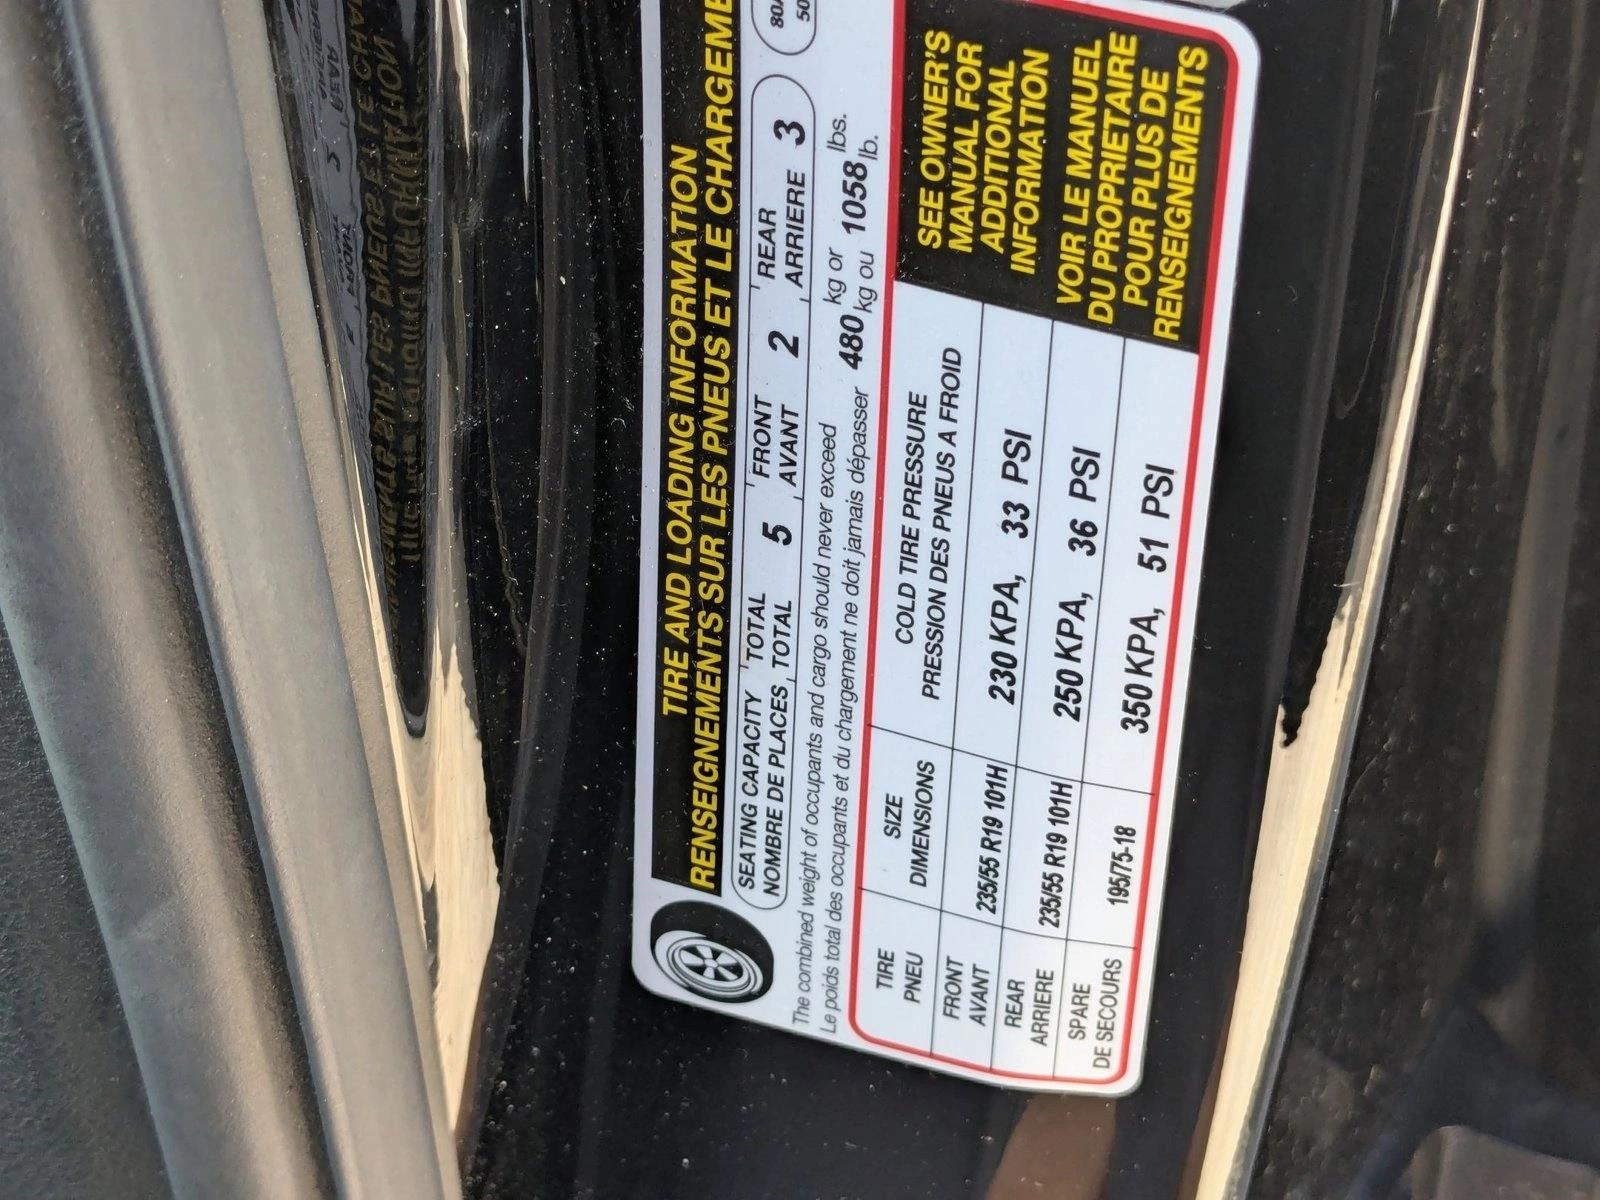 TIRE AND LOADING INFORMATION
RENSEIGNEMENTS SUR LES PNEUS ET LE CHARGEME
SEATING CAPACITY TOTAL FRONT REAR
NOMBRE DE PLACES TOTAL 5 AVANT 2 ARRIERE 3
80A
50
The combined weight of occupants and cargo should never exceed 480 kg or 1058 lbs.
Le poids total des occupants et du chargement ne doit jamais dépasser kg ou lb.
TIRE SIZE COLD TIRE PRESSURE
PNEU DIMENSIONS PRESSION DES PNEUS A FROID
FRONT
AVANT 235/55 R19 101H 230 KPA, 33 PSI
REAR
ARRIERE 235/55 R19 101H 250 KPA, 36 PSI
SPARE
DE SECOURS 195/75-18 350 KPA, 51 PSI
SEE OWNER'S
MANUAL FOR
ADDITIONAL
INFORMATION
VOIR LE MANUEL
DU PROPRIETAIRE
POUR PLUS DE
RENSEIGNEMENTS